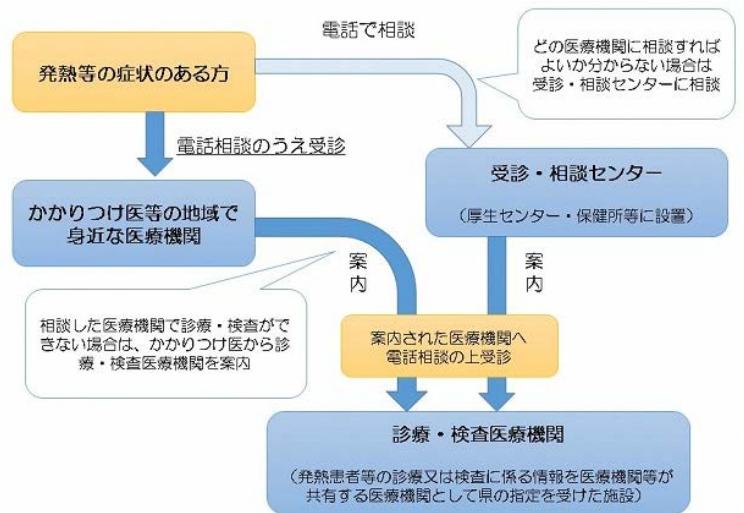 電話で相談
発熱等の症状のある方
どの医療機関に相談すれば
よいか分からない場合は
受診・相談センターに相談
電話相談のうえ受診
かかりつけ医等の地域で
身近な医療機関
受診・相談センター
（厚生センター・保健所等に設置）
案内
案内
相談した医療機関で診療・検査がで
きない場合は、かかりつけ医から診
療・検査医療機関を案内
案内された医療機関へ
電話相談の上受診
診療・検査医療機関
（発熱患者等の診療又は検査に係る情報を医療機関等が
共有する医療機関として県の指定を受けた施設）